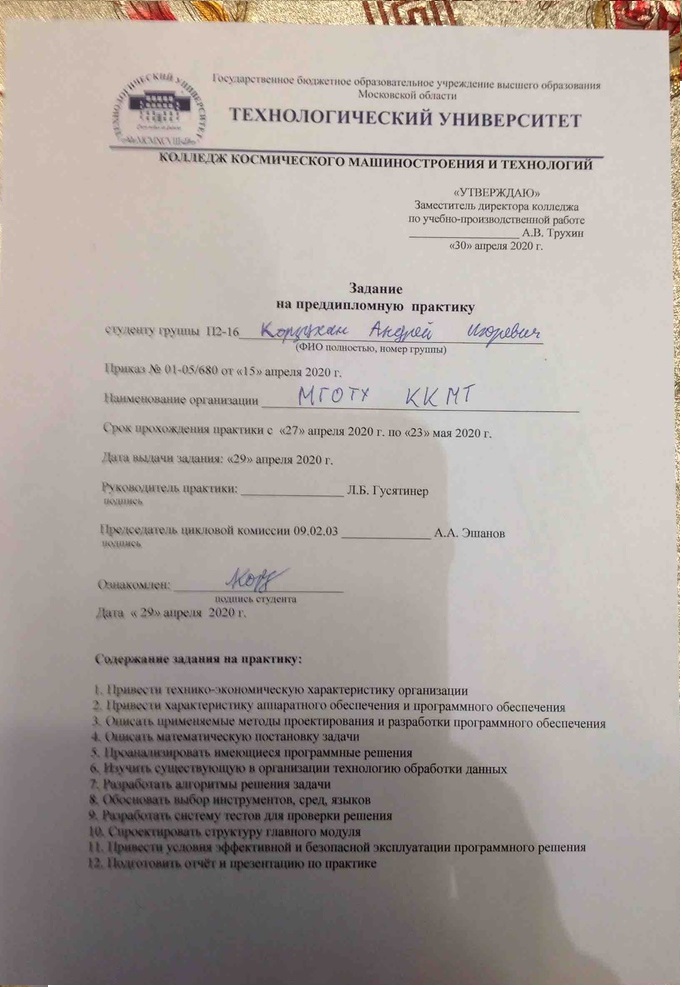 ТЕХНОЛОГИЧЕСКИЙ УНИВЕРСИТЕТ
Государственное бюджетное образовательное учреждение высшего образования
Московской области
ТЕХНОЛОГИЧЕСКИЙ УНИВЕРСИТЕТ
КОЛЛЕДЖ КОСМИЧЕСКОГО МАШИНОСТРОЕНИЯ И ТЕХНОЛОГИЙ
«УТВЕРЖДАЮ»
Заместитель директора колледжа
по учебно-производственной работе
А.В. Трухин
«30» апреля 2020 г.
Задание
на преддипломную практику
студенту группы П2-16 Андрей Игоревич
(ФИО полностью, номер группы)
Приказ № 01-05/680 от «15» апреля 2020 г.
Наименование организации МГОТУ ККМТ
Срок прохождения практики с «27» апреля 2020 г. по «23» мая 2020 г.
Дата выдачи задания: «29» апреля 2020 г.
Руководитель практики: Л.Б. Гусятинер
подпись
Председатель цикловой комиссии 09.02.03 А.А. Эшанов
подпись
Ознакомлен:
подпись студента
Дата « 29» апреля 2020 г.
Содержание задания на практику:
1. Привести технико-экономическую характеристику организации
2. Привести характеристику аппаратного обеспечения и программного обеспечения
3. Описать применяемые методы проектирования и разработки программного обеспечения
4. Описать математическую постановку задачи
5. Проанализировать имеющиеся программные решения
6. Изучить существующую в организации технологию обработки данных
7. Разработать алгоритмы решения задачи
8. Обосновать выбор инструментов, сред, языков
9. Разработать систему тестов для проверки решения
10. Спроектировать структуру главного модуля
11. Привести условия эффективной и безопасной эксплуатации программного решения
12. Подготовить отчёт и презентацию по практике